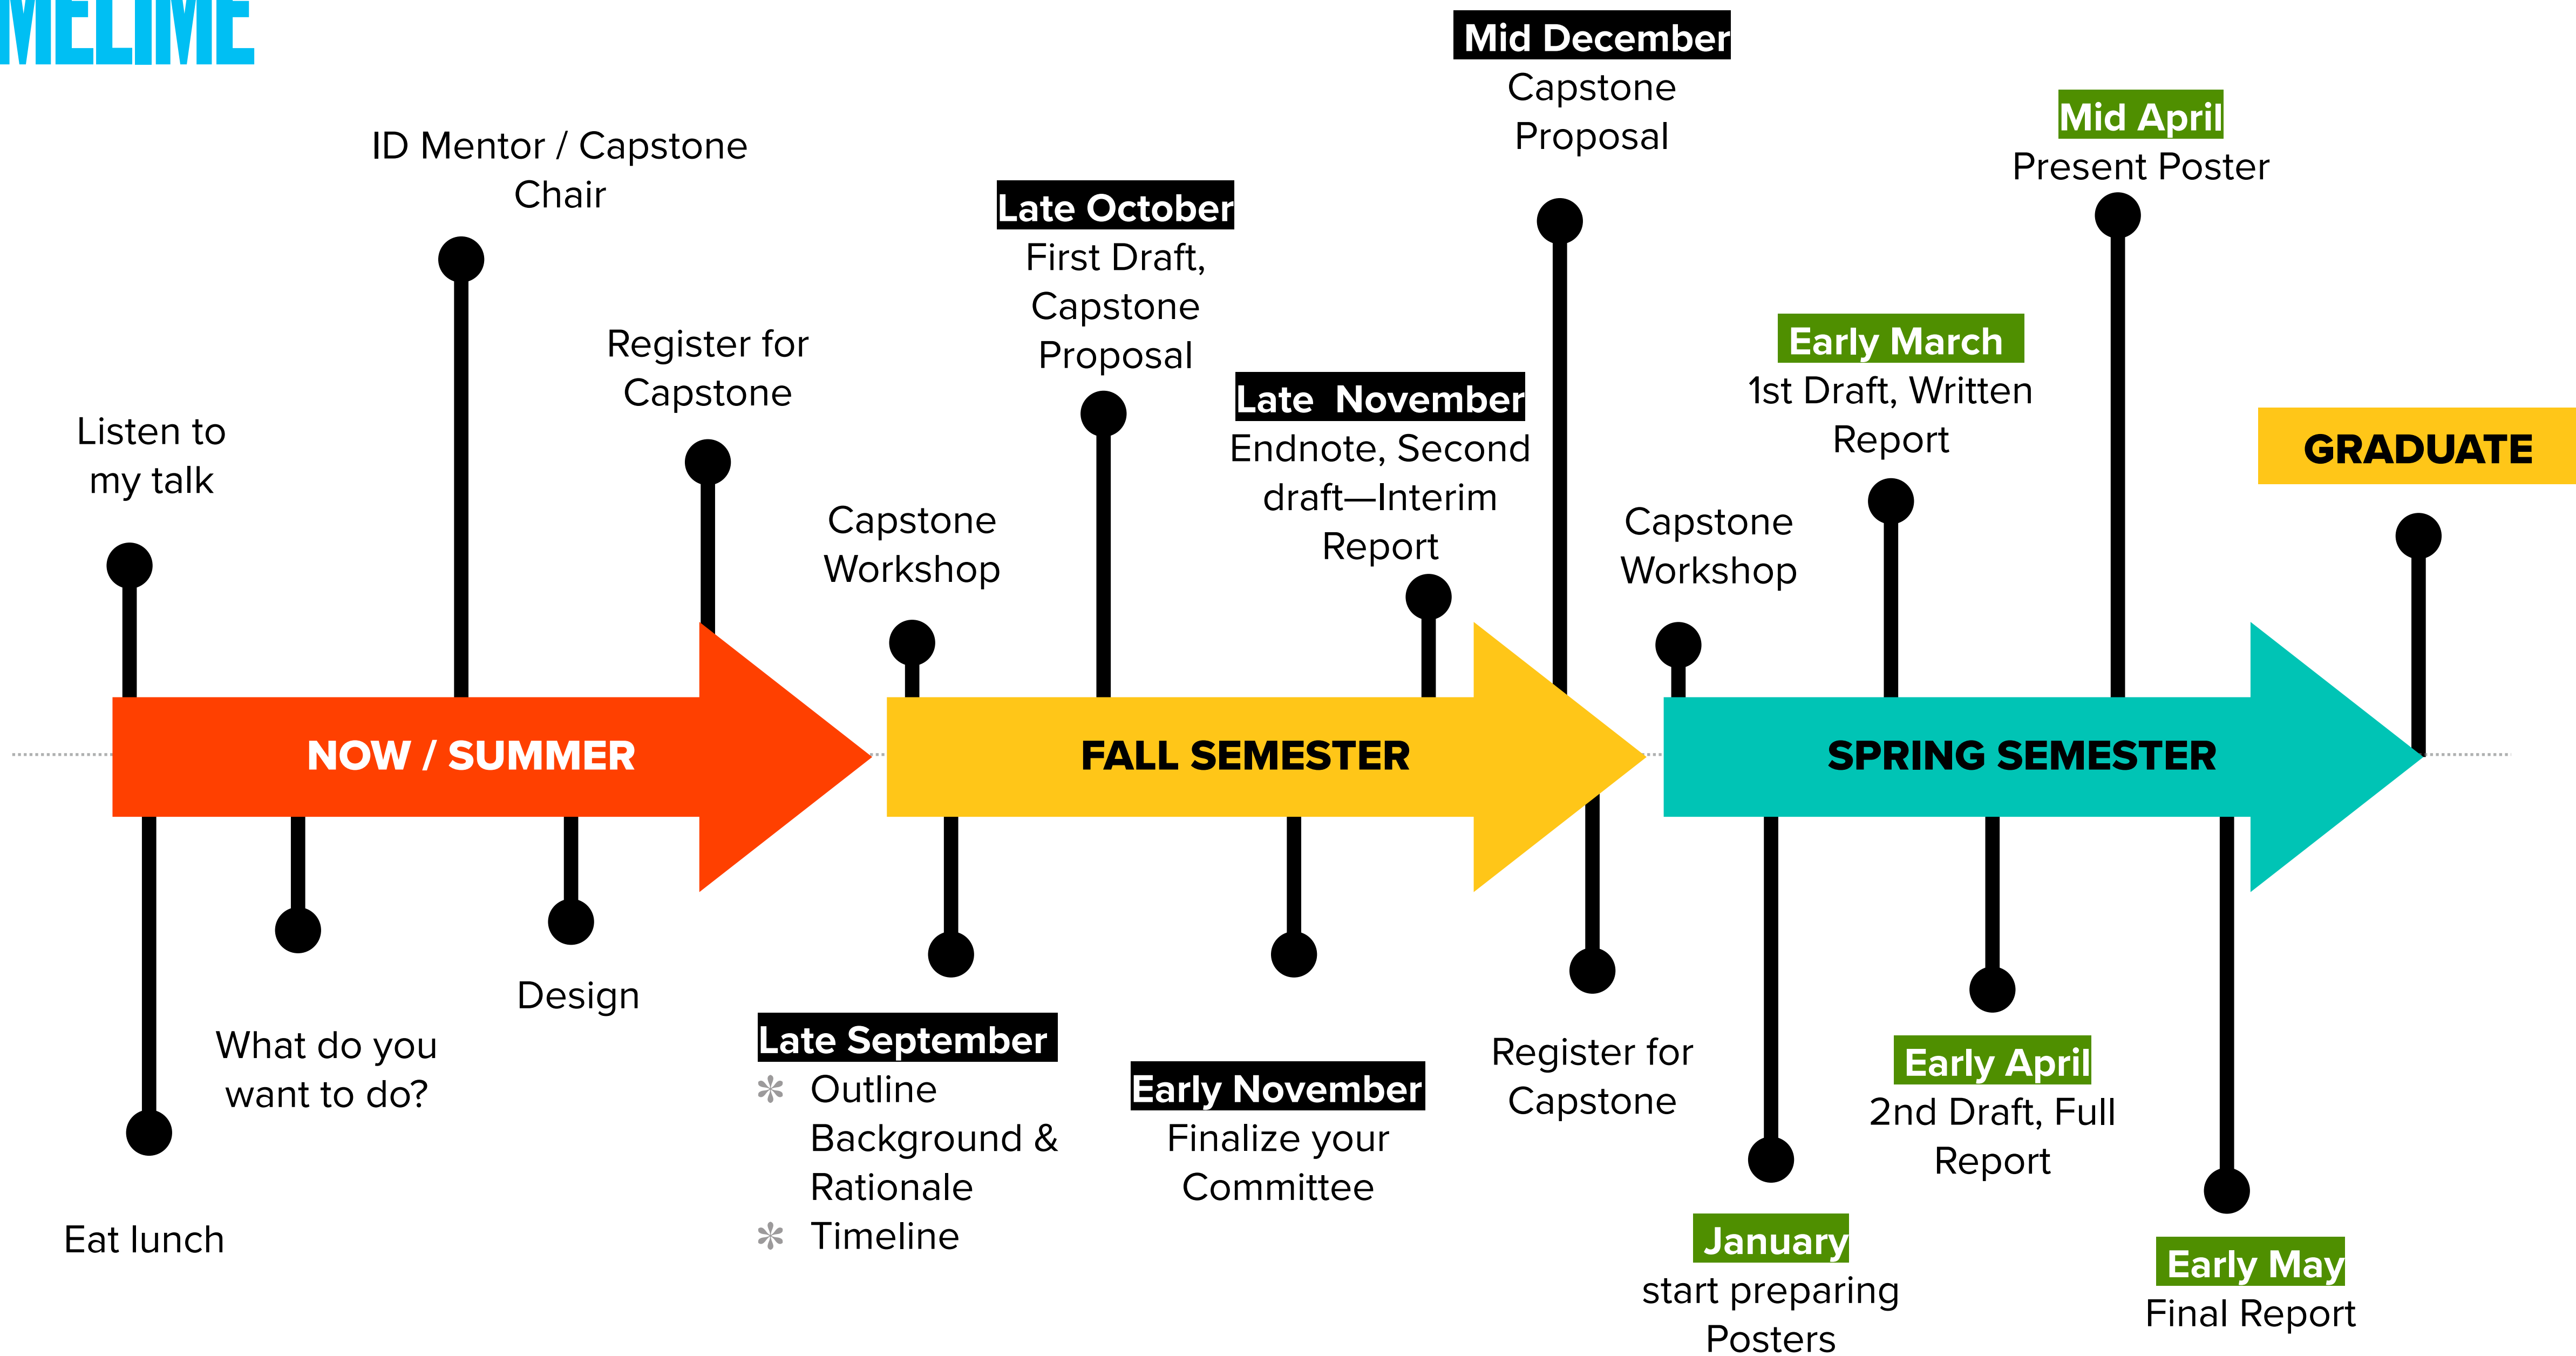 MELIME
Mid December
Capstone
Proposal
Mid April
Present Poster
ID Mentor / Capstone
Chair
Late October
First Draft,
Capstone
Proposal
Register for
Capstone
Early March
1st Draft, Written
Report
Late  November
Endnote, Second
draft—Interim
Report
Listen to
my talk
GRADUATE
Capstone
Workshop
Capstone
Workshop
NOW / SUMMER
FALL SEMESTER
SPRING SEMESTER
Design
What do you
want to do?
Eat lunch
Late September
✻ Outline
Background &
Rationale
✻ Timeline
Early November
Finalize your
Committee
Register for
Capstone
Early April
2nd Draft, Full
Report
January
start preparing
Posters
Early May
Final Report